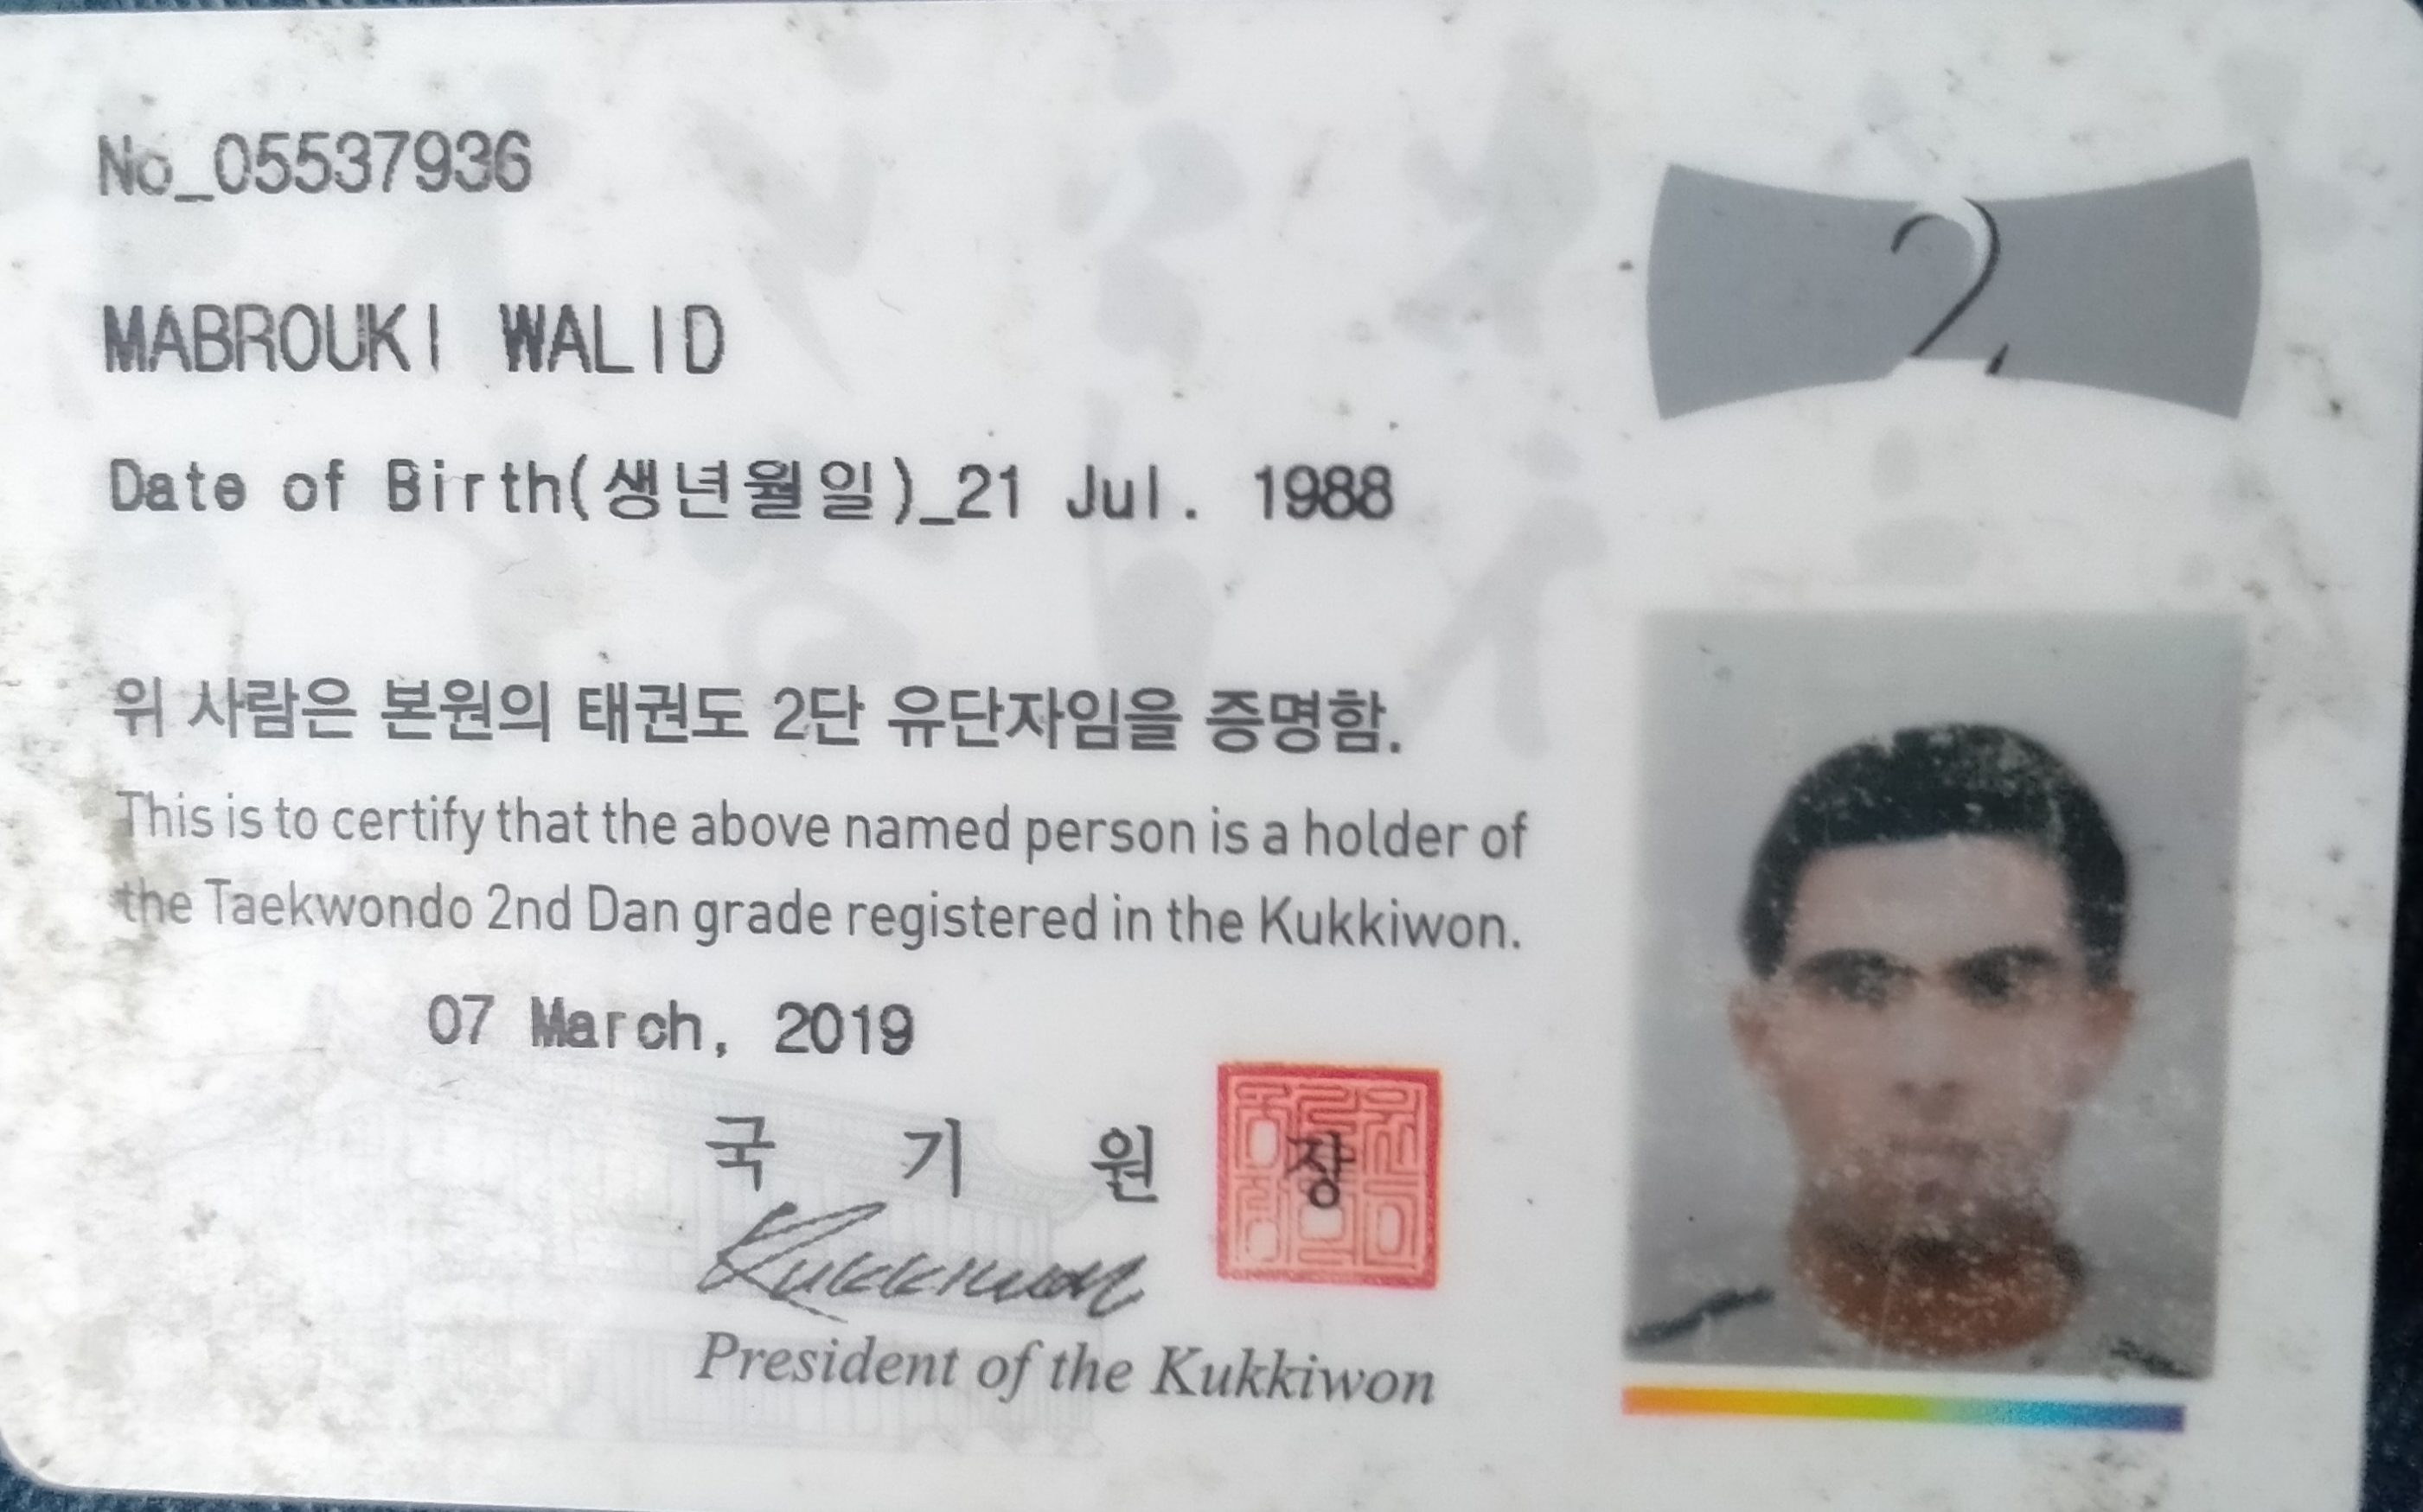 No_05537936
2
MABROUKI WALID
Date of Birth(생년월일)_21 Jul. 1988
위 사람은 본원의 태권도 2단 유단자임을 증명함.
This is to certify that the above named person is a holder of
the Taekwondo 2nd Dan grade registered in the Kukkiwon.
07 March, 2019
국 기 원 장
Kukkiwon
President of the Kukkiwon